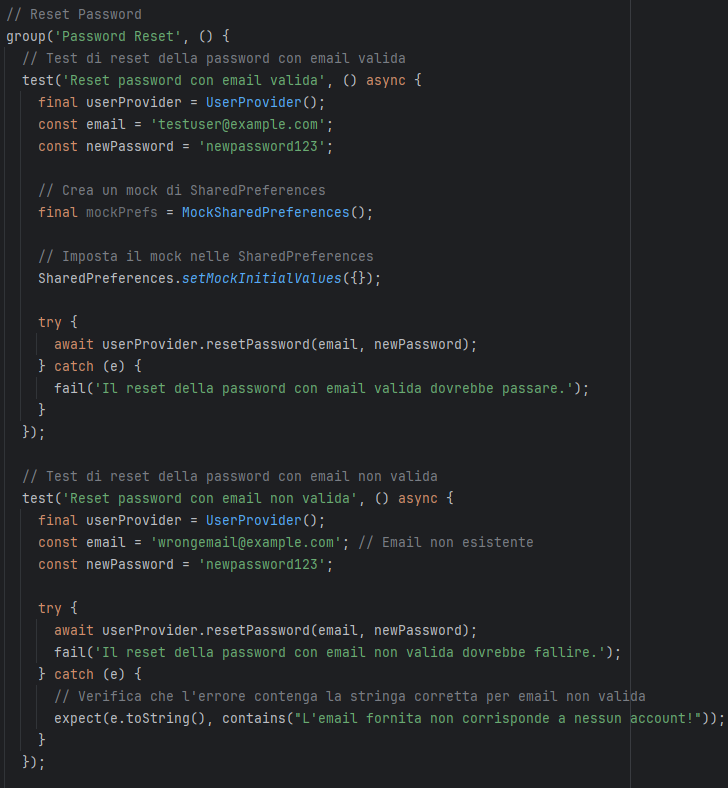 // Reset Password
group('Password Reset', () {
  // Test di reset della password con email valida
  test('Reset password con email valida', () async {
    final userProvider = UserProvider();
    const email = 'testuser@example.com';
    const newPassword = 'newpassword123';

    // Crea un mock di SharedPreferences
    final mockPrefs = MockSharedPreferences();

    // Imposta il mock nelle SharedPreferences
    SharedPreferences.setMockInitialValues({});

    try {
      await userProvider.resetPassword(email, newPassword);
    } catch (e) {
      fail('Il reset della password con email valida dovrebbe passare.');
    }
  });

  // Test di reset della password con email non valida
  test('Reset password con email non valida', () async {
    final userProvider = UserProvider();
    const email = 'wrongemail@example.com'; // Email non esistente
    const newPassword = 'newpassword123';

    try {
      await userProvider.resetPassword(email, newPassword);
      fail('Il reset della password con email non valida dovrebbe fallire.');
    } catch (e) {
      // Verifica che l'errore contenga la stringa corretta per email non valida
      expect(e.toString(), contains("L'email fornita non corrisponde a nessun account!"));
    }
  });